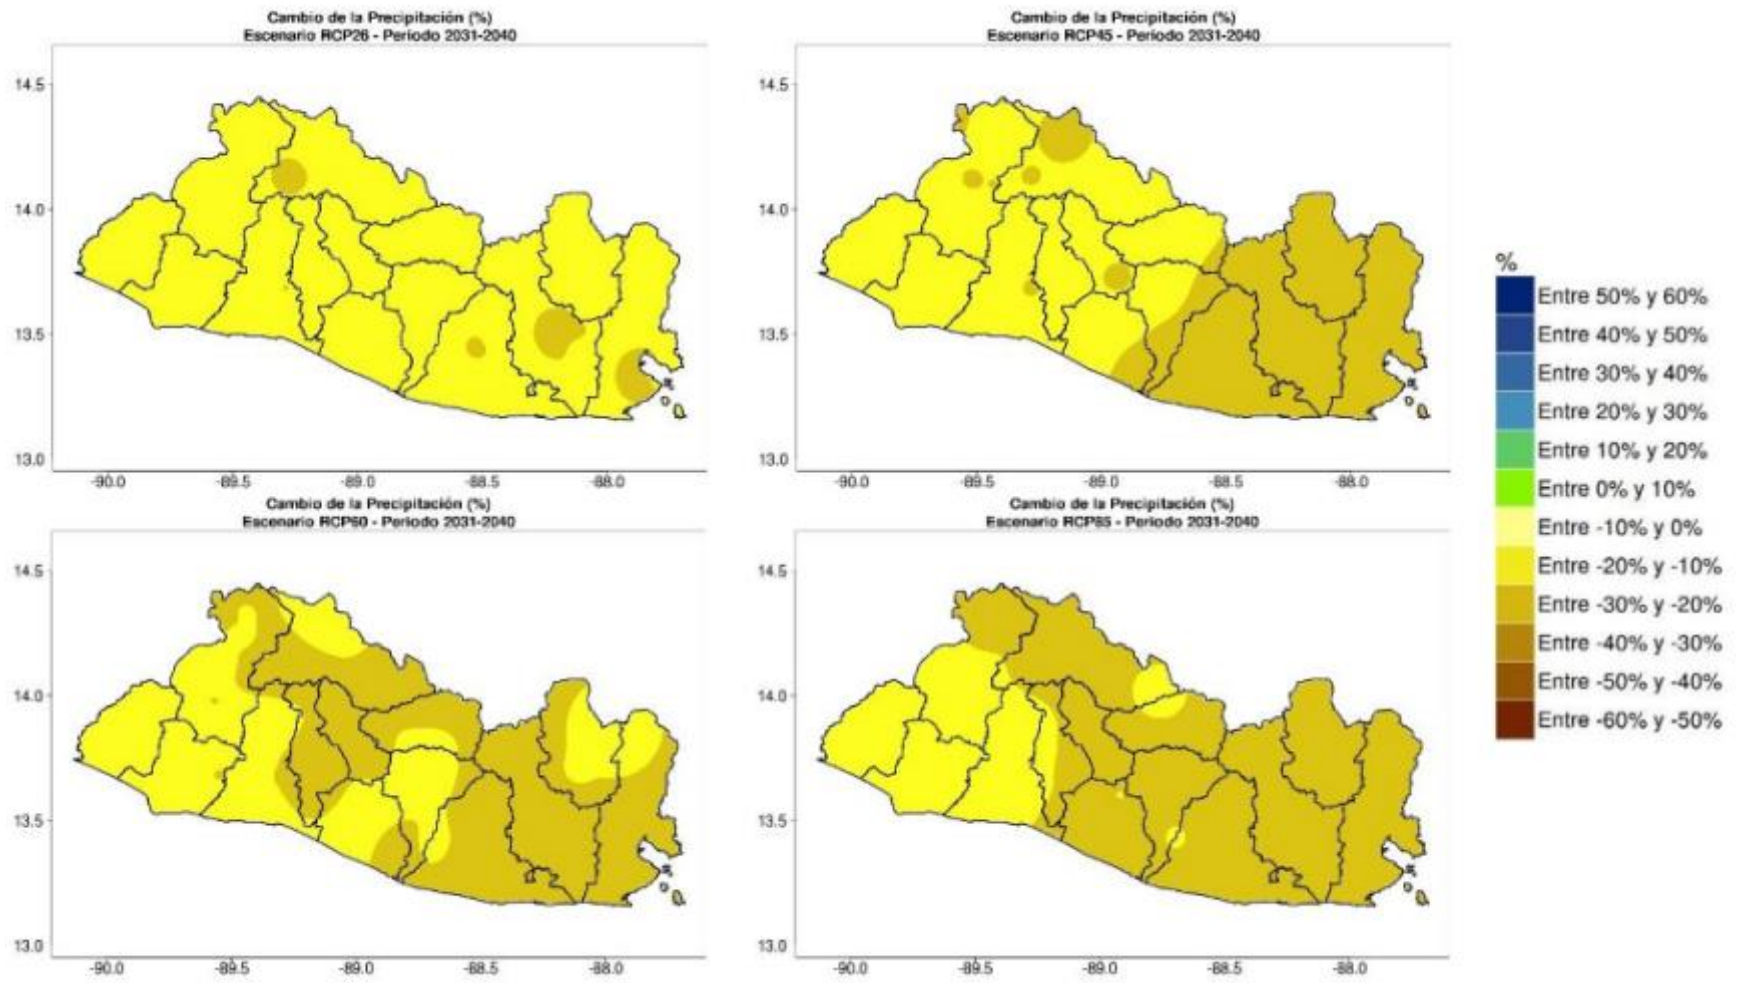 Cambio de la Precipitación (%)
Escenario RCP26 - Periodo 2031-2040
14.5
14.0
13.5
13.0
-90.0 -89.5 -89.0 -88.5 -88.0
Cambio de la Precipitación (%)
Escenario RCP45 - Periodo 2031-2040
14.5
14.0
13.5
13.0
-90.0 -89.5 -89.0 -88.5 -88.0
Cambio de la Precipitación (%)
Escenario RCP60 - Periodo 2031-2040
14.5
14.0
13.5
13.0
-90.0 -89.5 -89.0 -88.5 -88.0
Cambio de la Precipitación (%)
Escenario RCP85 - Periodo 2031-2040
14.5
14.0
13.5
13.0
-90.0 -89.5 -89.0 -88.5 -88.0
%
Entre 50% y 60%
Entre 40% y 50%
Entre 30% y 40%
Entre 20% y 30%
Entre 10% y 20%
Entre 0% y 10%
Entre -10% y 0%
Entre -20% y -10%
Entre -30% y -20%
Entre -40% y -30%
Entre -50% y -40%
Entre -60% y -50%